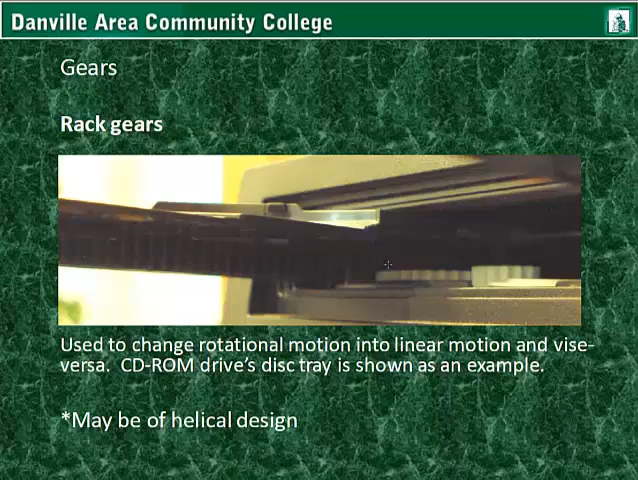 Danville Area Community College
Gears
Rack gears
Used to change rotational motion into linear motion and vise-
versa.  CD-ROM drive's disc tray is shown as an example.
*May be of helical design